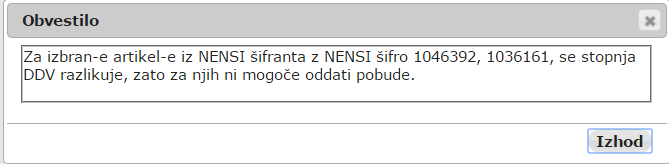 Obvestilo
Za izbran-e artikel-e iz NENSI šifranta z NENSI šifro 1046392, 1036161, se stopnja
DDV razlikuje, zato za njih ni mogoče oddati pobude.
Izhod